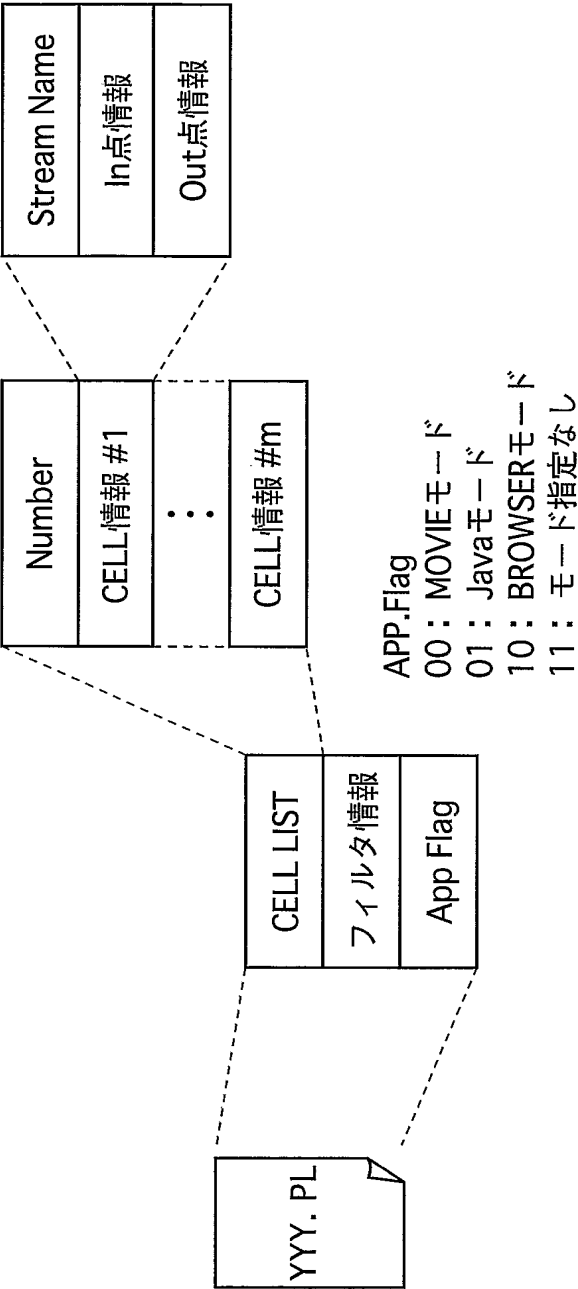 YYY. PL
CELL LIST
フィルタ情報
App Flag
Number
CELL情報 #1
・・・
CELL情報 #m
Stream Name
In点情報
Out点情報
APP.Flag
00：MOVIEモード
01：Javaモード
10：BROWSERモード
11：モード指定なし